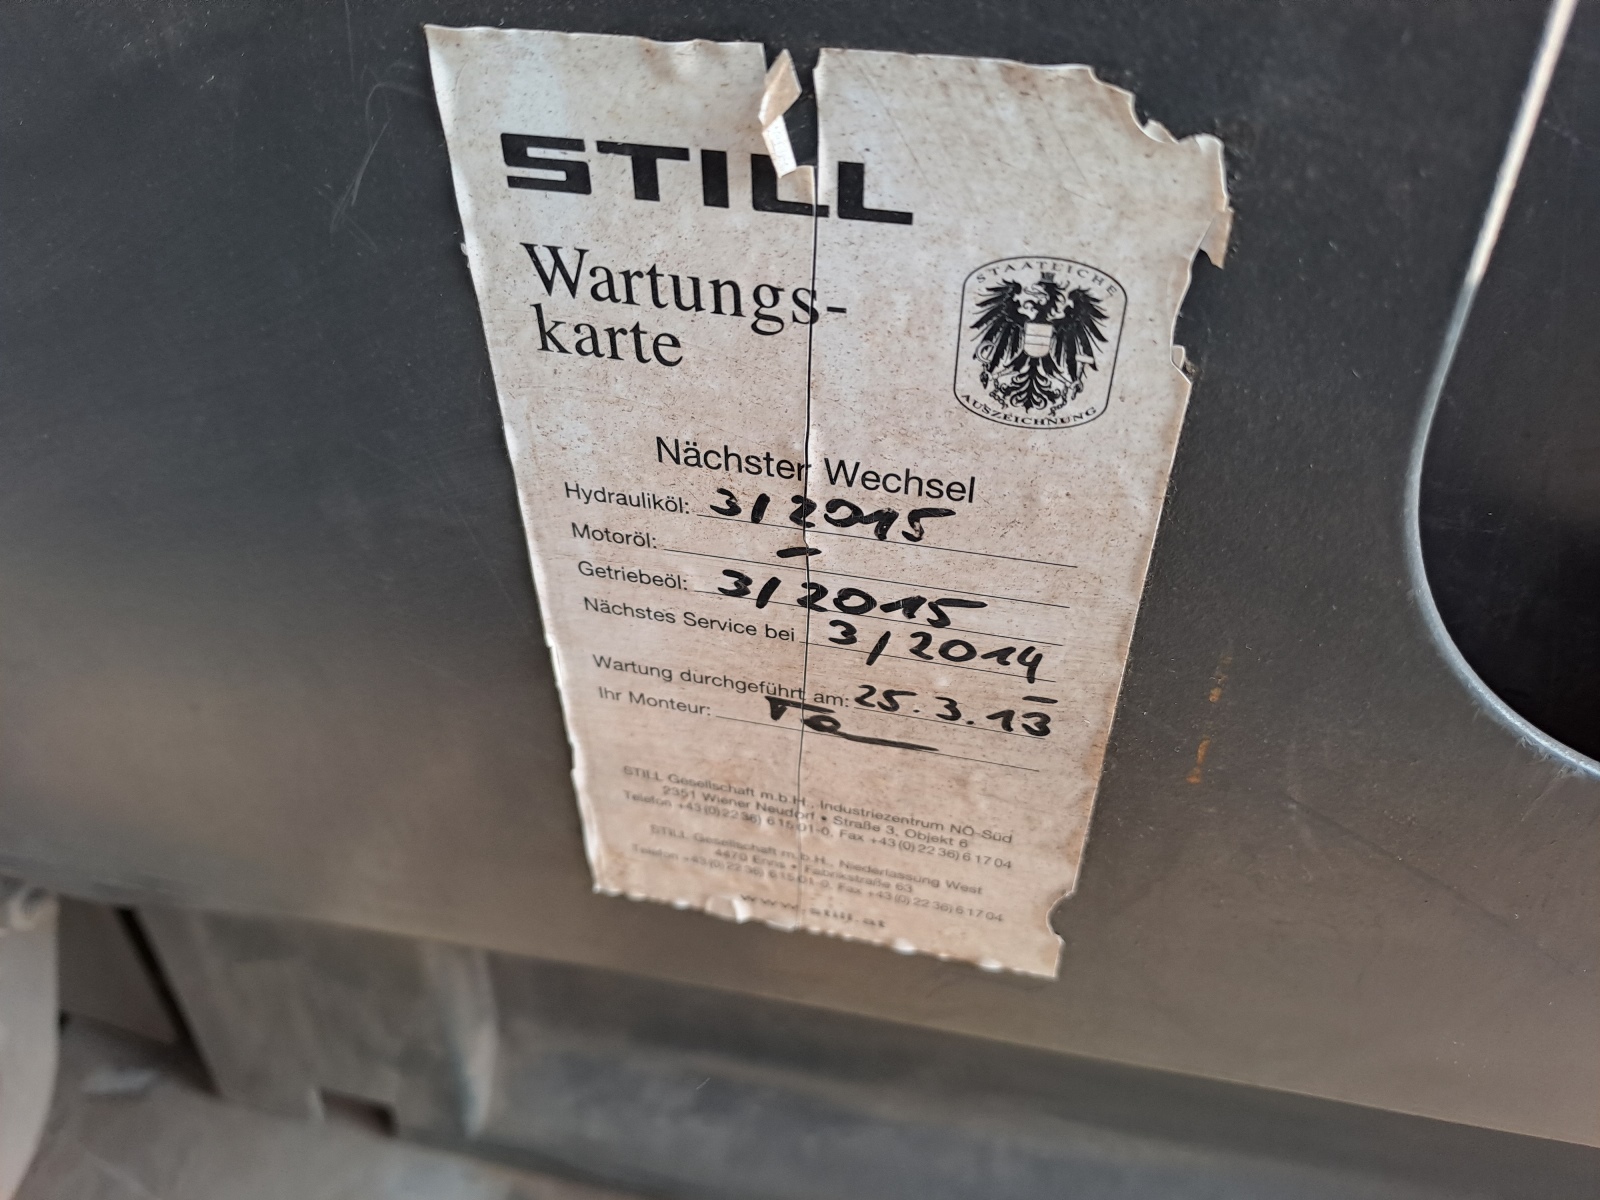 STILL
Wartungs-
karte
STAATLICHE
AUSZEICHNUNG
Nächster Wechsel
Hydrauliköl: 3/2015
Motoröl: -
Getriebeöl: 3/2015
Nächstes Service bei 3/2014
Wartung durchgeführt am: 25.3.13
Ihr Monteur:
STILL Gesellschaft m.b.H., Industriezentrum NÖ-Süd
2351 Wiener Neudorf • Straße 3, Objekt 6
Telefon +43(0)22 36) 6 15 01-0, Fax +43(0)22 36) 6 17 04
STILL Gesellschaft m.b.H., Niederlassung West
4470 Enns • Fabrikstraße 63
Telefon +43(0)22 36) 6 15 01-0, Fax +43(0)22 36) 6 17 04
www.still.at